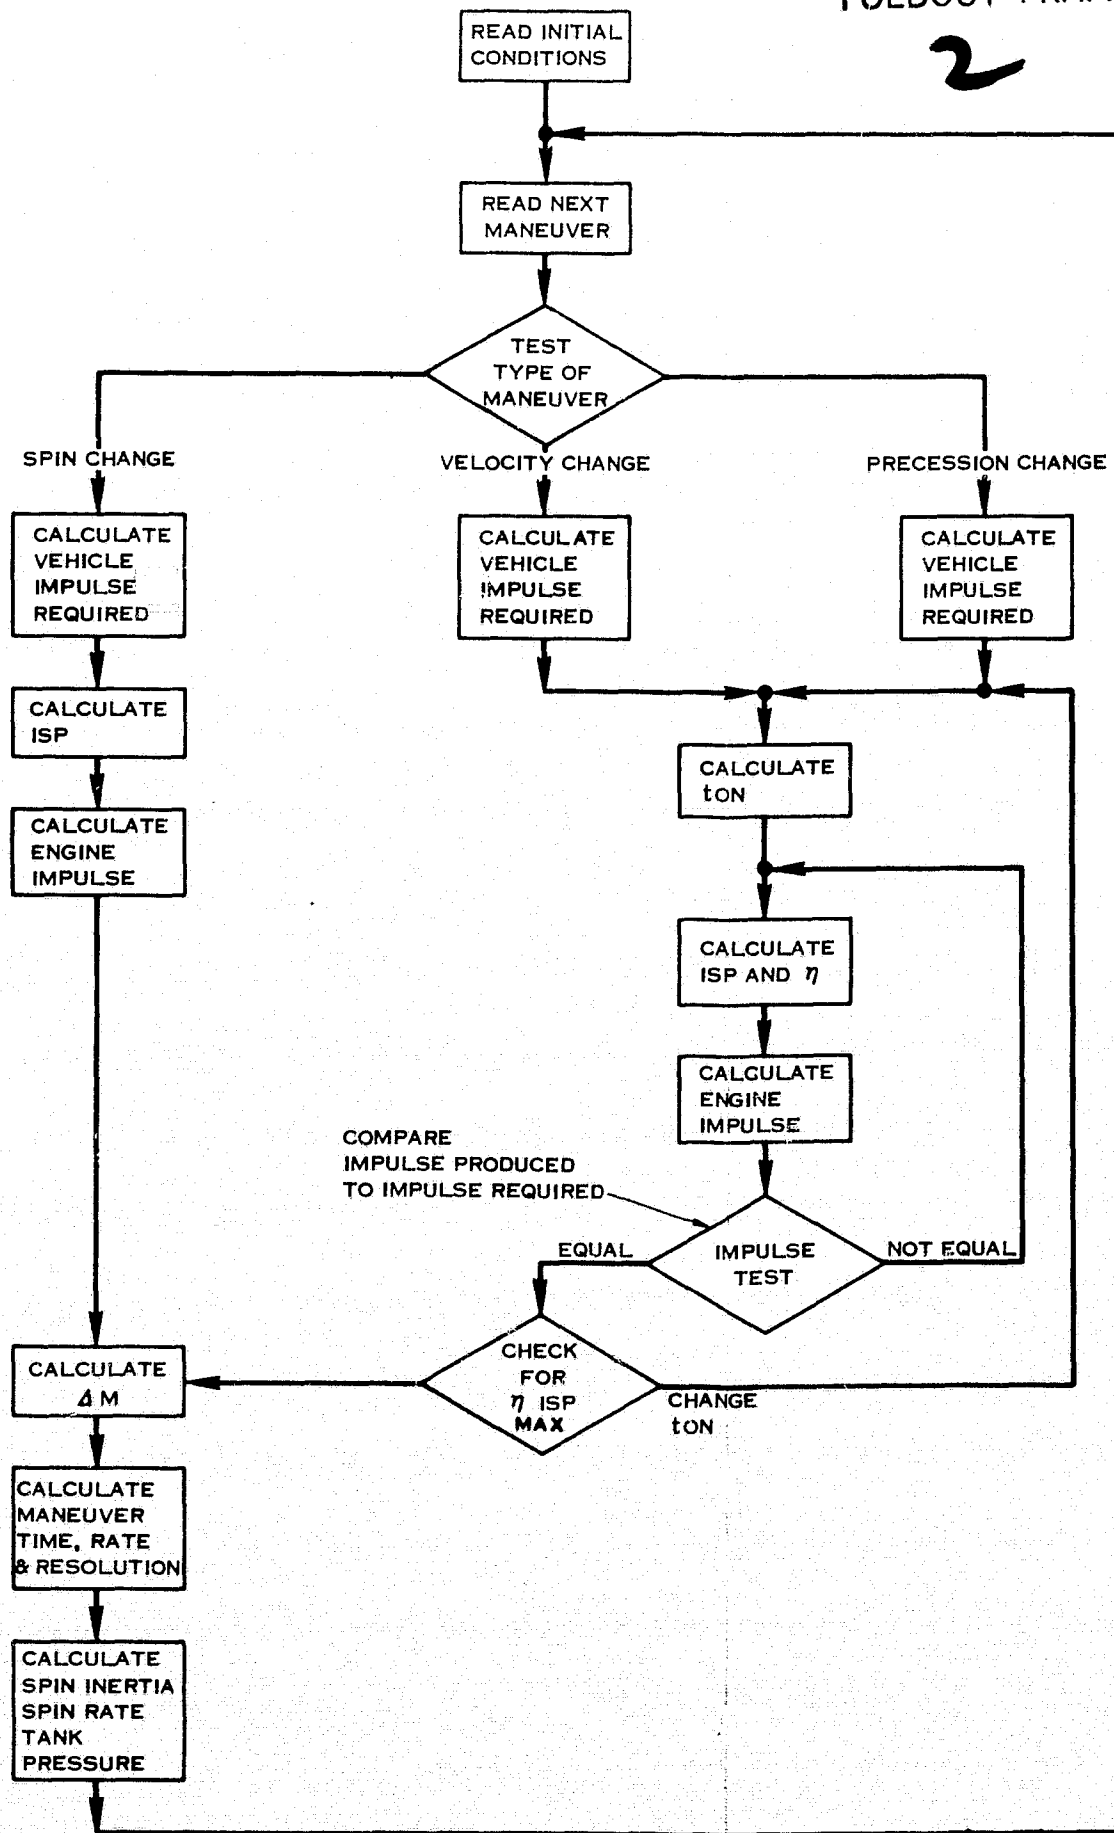 2
READ INITIAL
CONDITIONS
READ NEXT
MANEUVER
TEST
TYPE OF
MANEUVER
SPIN CHANGE
VELOCITY CHANGE
PRECESSION CHANGE
CALCULATE
VEHICLE
IMPULSE
REQUIRED
CALCULATE
VEHICLE
IMPULSE
REQUIRED
CALCULATE
VEHICLE
IMPULSE
REQUIRED
CALCULATE
ISP
CALCULATE
tON
CALCULATE
ENGINE
IMPULSE
CALCULATE
ISP AND η
CALCULATE
ENGINE
IMPULSE
COMPARE
IMPULSE PRODUCED
TO IMPULSE REQUIRED
EQUAL
IMPULSE
TEST
NOT EQUAL
CHECK
FOR
η ISP
MAX
CHANGE
tON
CALCULATE
Δ M
CALCULATE
MANEUVER
TIME, RATE
& RESOLUTION
CALCULATE
SPIN INERTIA
SPIN RATE
TANK
PRESSURE